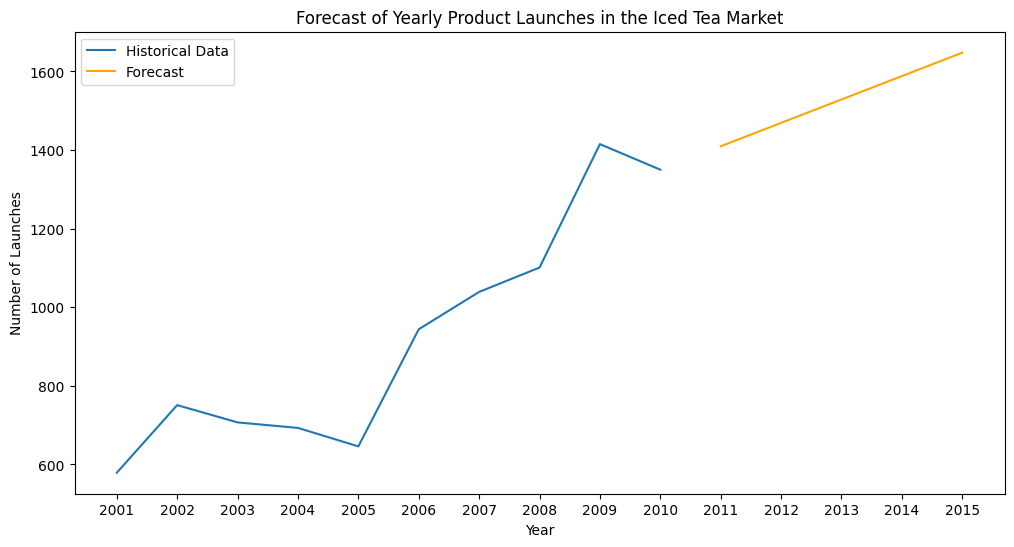 Forecast of Yearly Product Launches in the Iced Tea Market
Historical Data
Forecast
Number of Launches
1600
1400
1200
1000
800
600
2001 2002 2003 2004 2005 2006 2007 2008 2009 2010 2011 2012 2013 2014 2015
Year